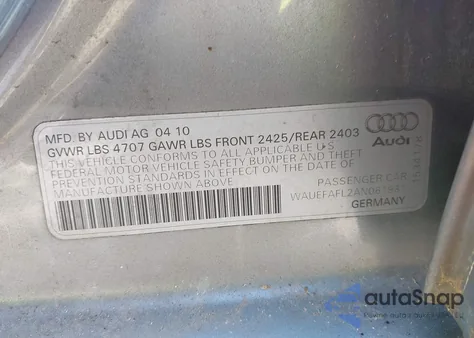 MFD. BY AUDI AG 04 10
GVWR LBS 4707 GAWR LBS FRONT 2425/REAR 2403
THIS VEHICLE CONFORMS TO ALL APPLICABLE U.S.
FEDERAL MOTOR VEHICLE SAFETY BUMPER AND THEFT
PREVENTION STANDARDS IN EFFECT ON THE DATE OF
MANUFACTURE SHOWN ABOVE
Audi
PASSENGER CAR
GERMANY
autoSnap